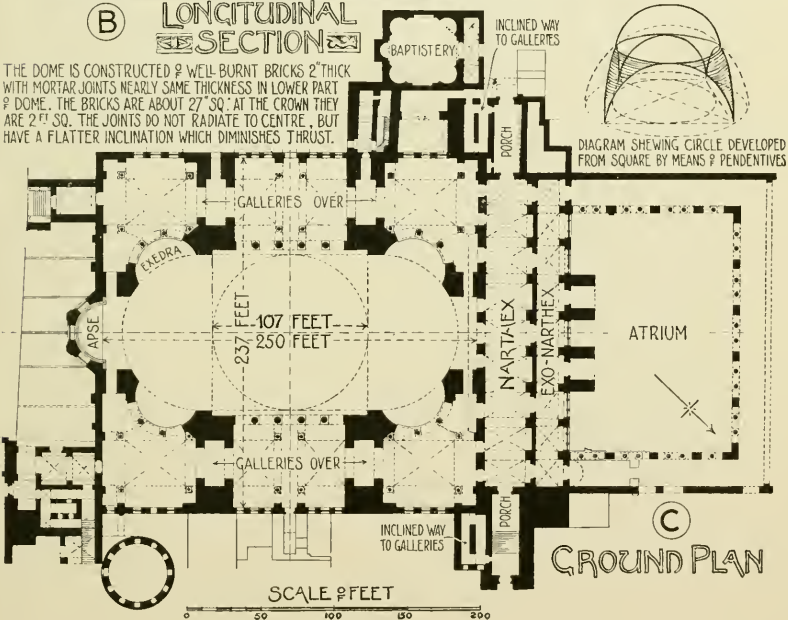 B
LONGITUDINAL
SECTION
THE DOME IS CONSTRUCTED OF WELL BURNT BRICKS 2" THICK
WITH MORTAR JOINTS NEARLY SAME THICKNESS IN LOWER PART
OF DOME. THE BRICKS ARE ABOUT 27" SQ: AT THE CROWN THEY
ARE 2 FT SQ. THE JOINTS DO NOT RADIATE TO CENTRE, BUT
HAVE A FLATTER INCLINATION WHICH DIMINISHES THRUST.
BAPTISTERY
INCLINED WAY
TO GALLERIES
DIAGRAM SHEWING CIRCLE DEVELOPED
FROM SQUARE BY MEANS OF PENDENTIVES
PORCH
GALLERIES OVER
EXEDRA
APSE
237 FEET
107 FEET
250 FEET
NARTHEX
EXO-NARTHEX
ATRIUM
GALLERIES OVER
INCLINED WAY
TO GALLERIES
PORCH
C
GROUND PLAN
SCALE OF FEET
0 50 100 150 200